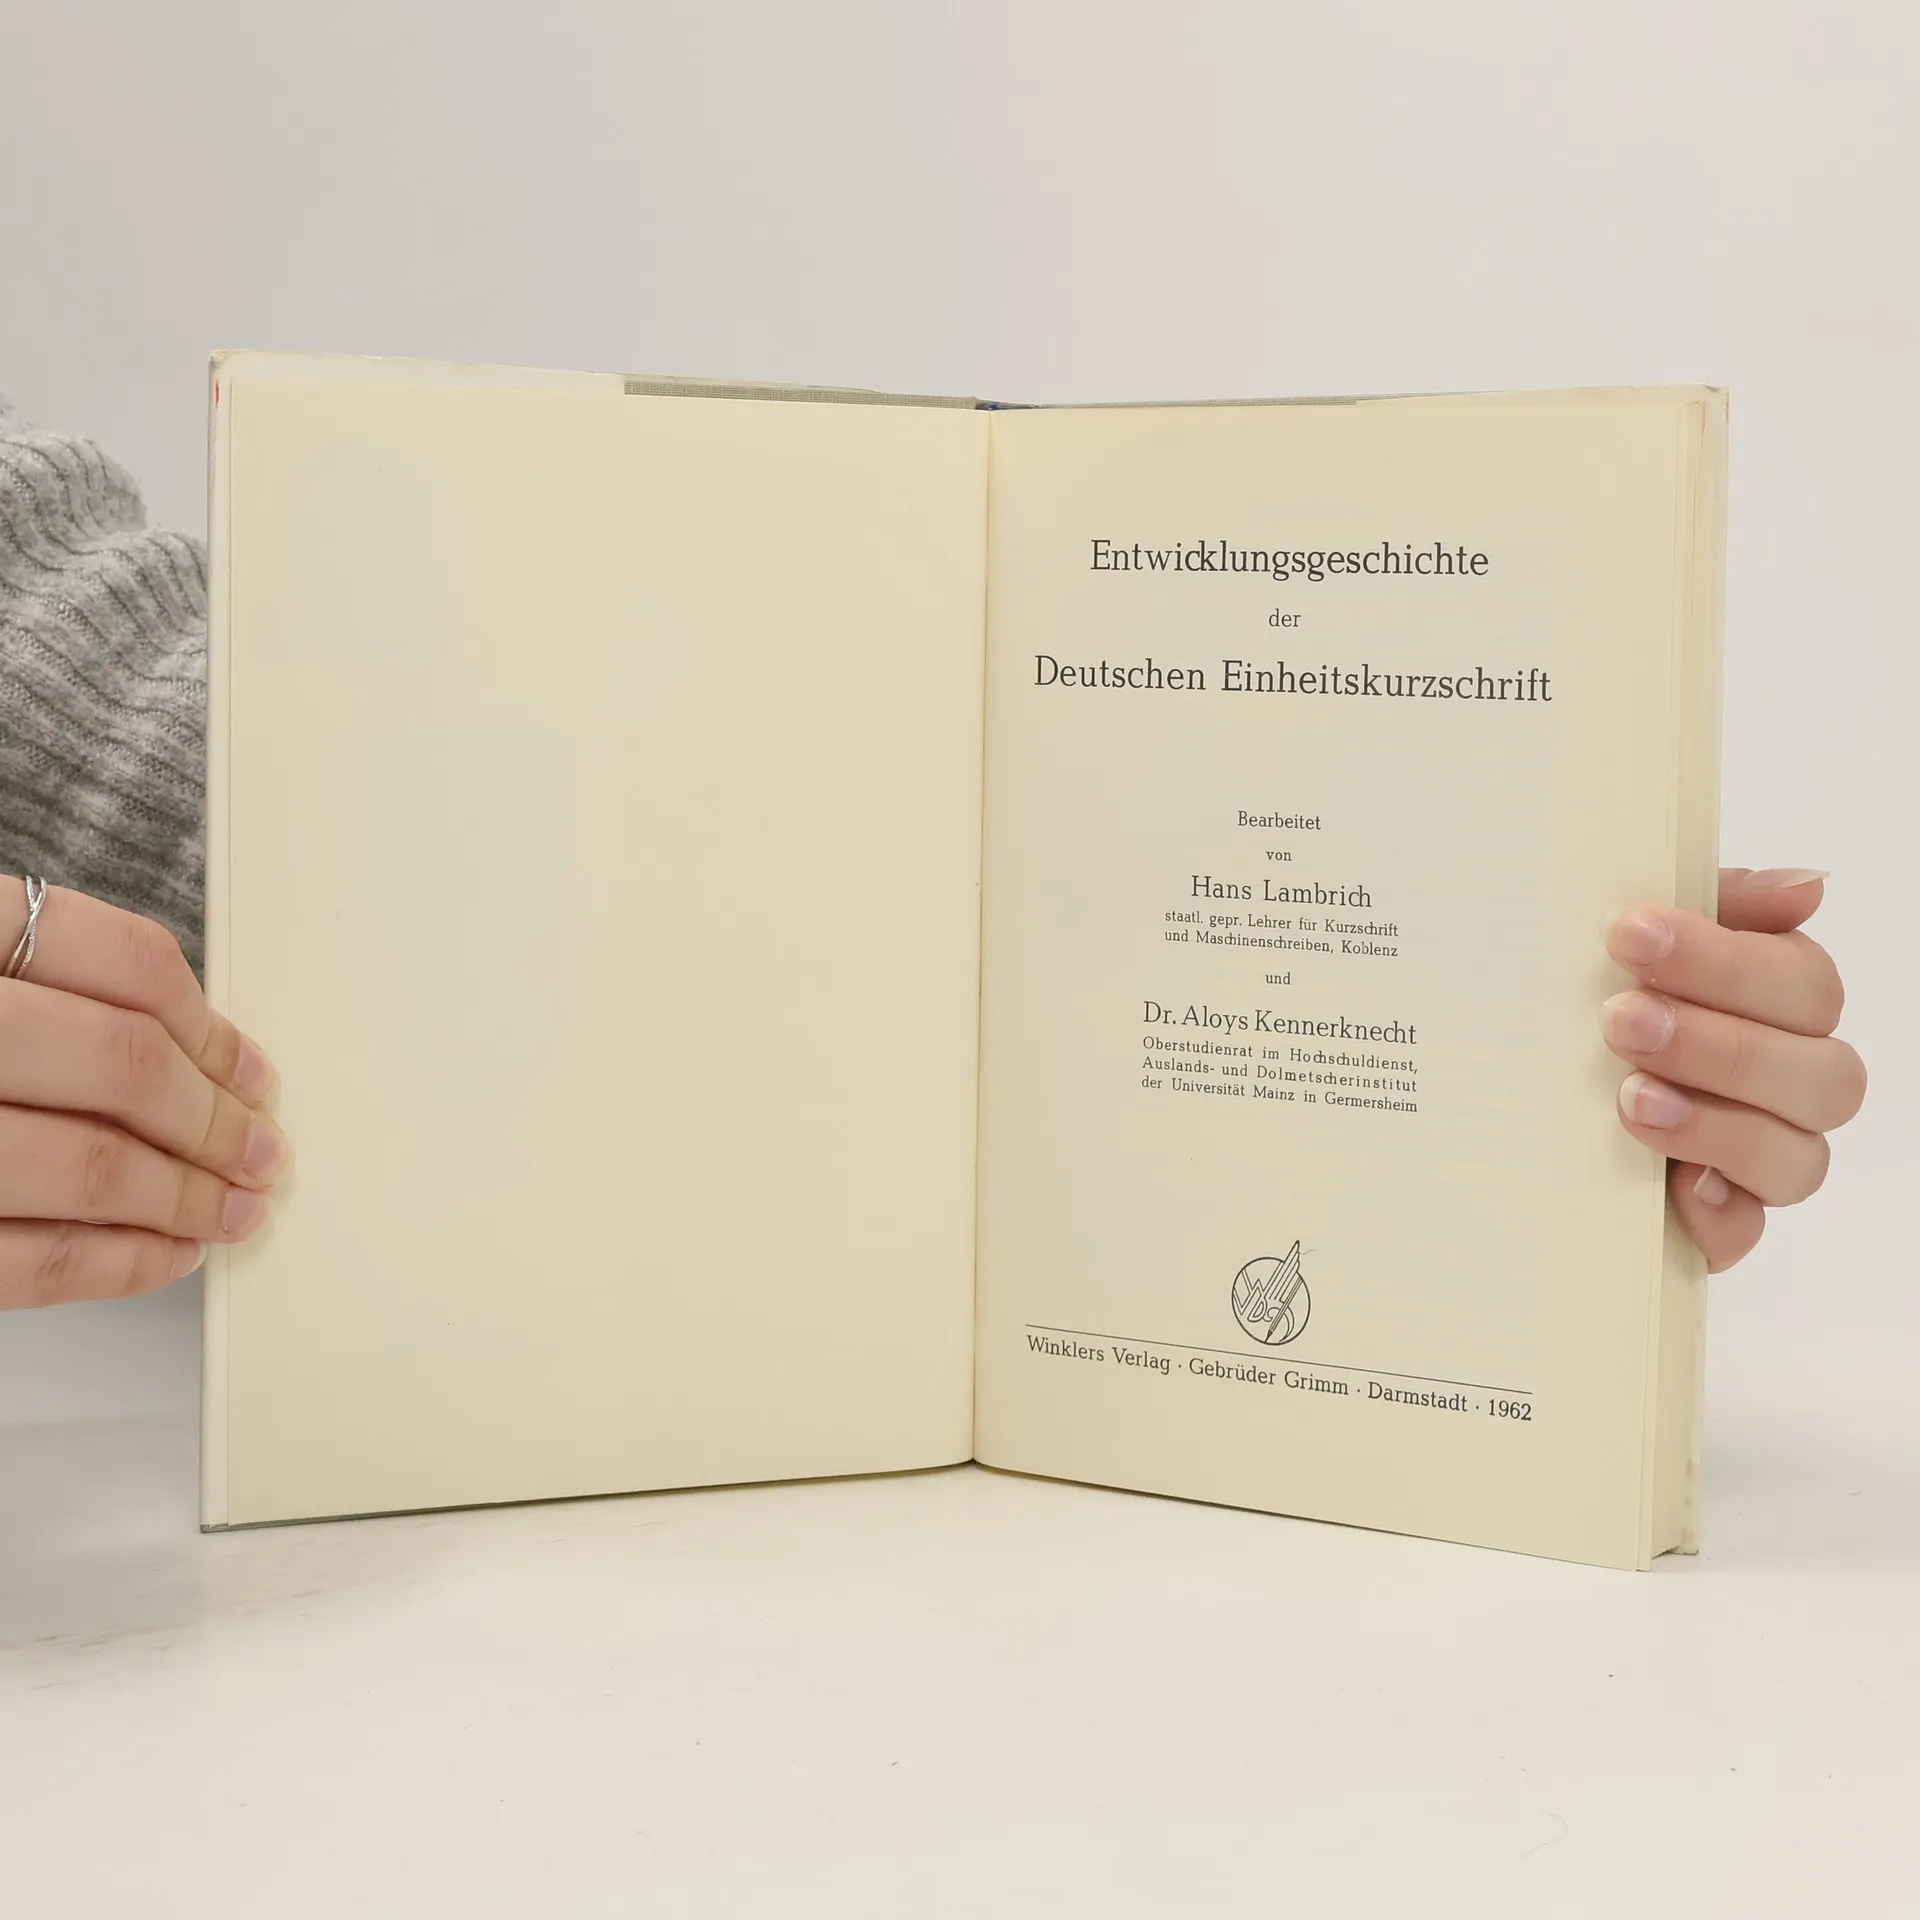 Entwicklungsgeschichte
der
Deutschen Einheitskurzschrift
Bearbeitet
von
Hans Lambrich
staatl. gepr. Lehrer für Kurzschrift
und Maschinenschreiben, Koblenz
und
Dr. Aloys Kennerknecht
Oberstudienrat im Hochschuldienst,
Auslands- und Dolmetscherinstitut
der Universität Mainz in Germersheim
Winklers Verlag · Gebrüder Grimm · Darmstadt · 1962